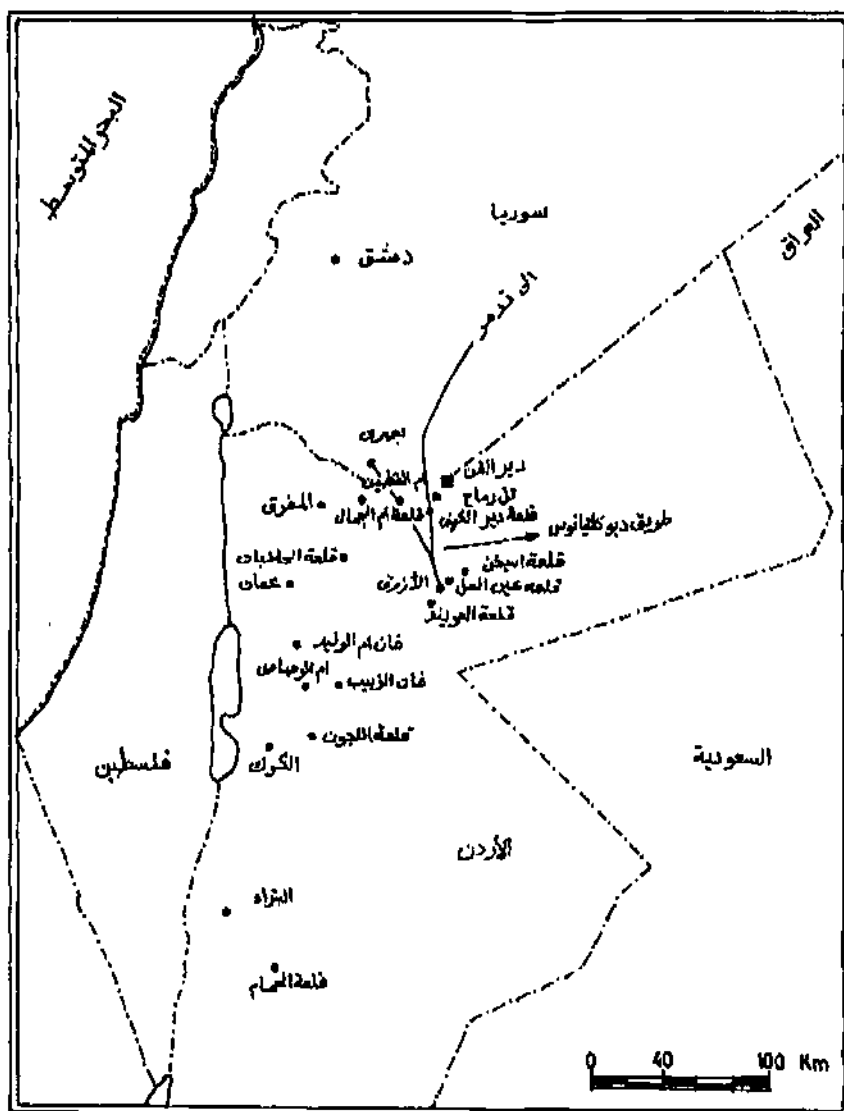 البحر المتوسط
سوريا
العراق
دمشق
الى تدمر
بصرى
دير الكهف
ام القطين
تل رماح
المفرق
قلعة ام الجمال
قلعة دير الكهف
طريق ديوكلتيانوس
قلعة الحلابات
عمان
قلعة اسيخن
الأزرق
قلعة عين السل
قلعة العويند
خان ام الوليد
ام الرصاص
خان الزبيب
قلعة اللجون
الكرك
فلسطين
السعودية
الأردن
البتراء
قلعة الحمام
0 40 100 Km